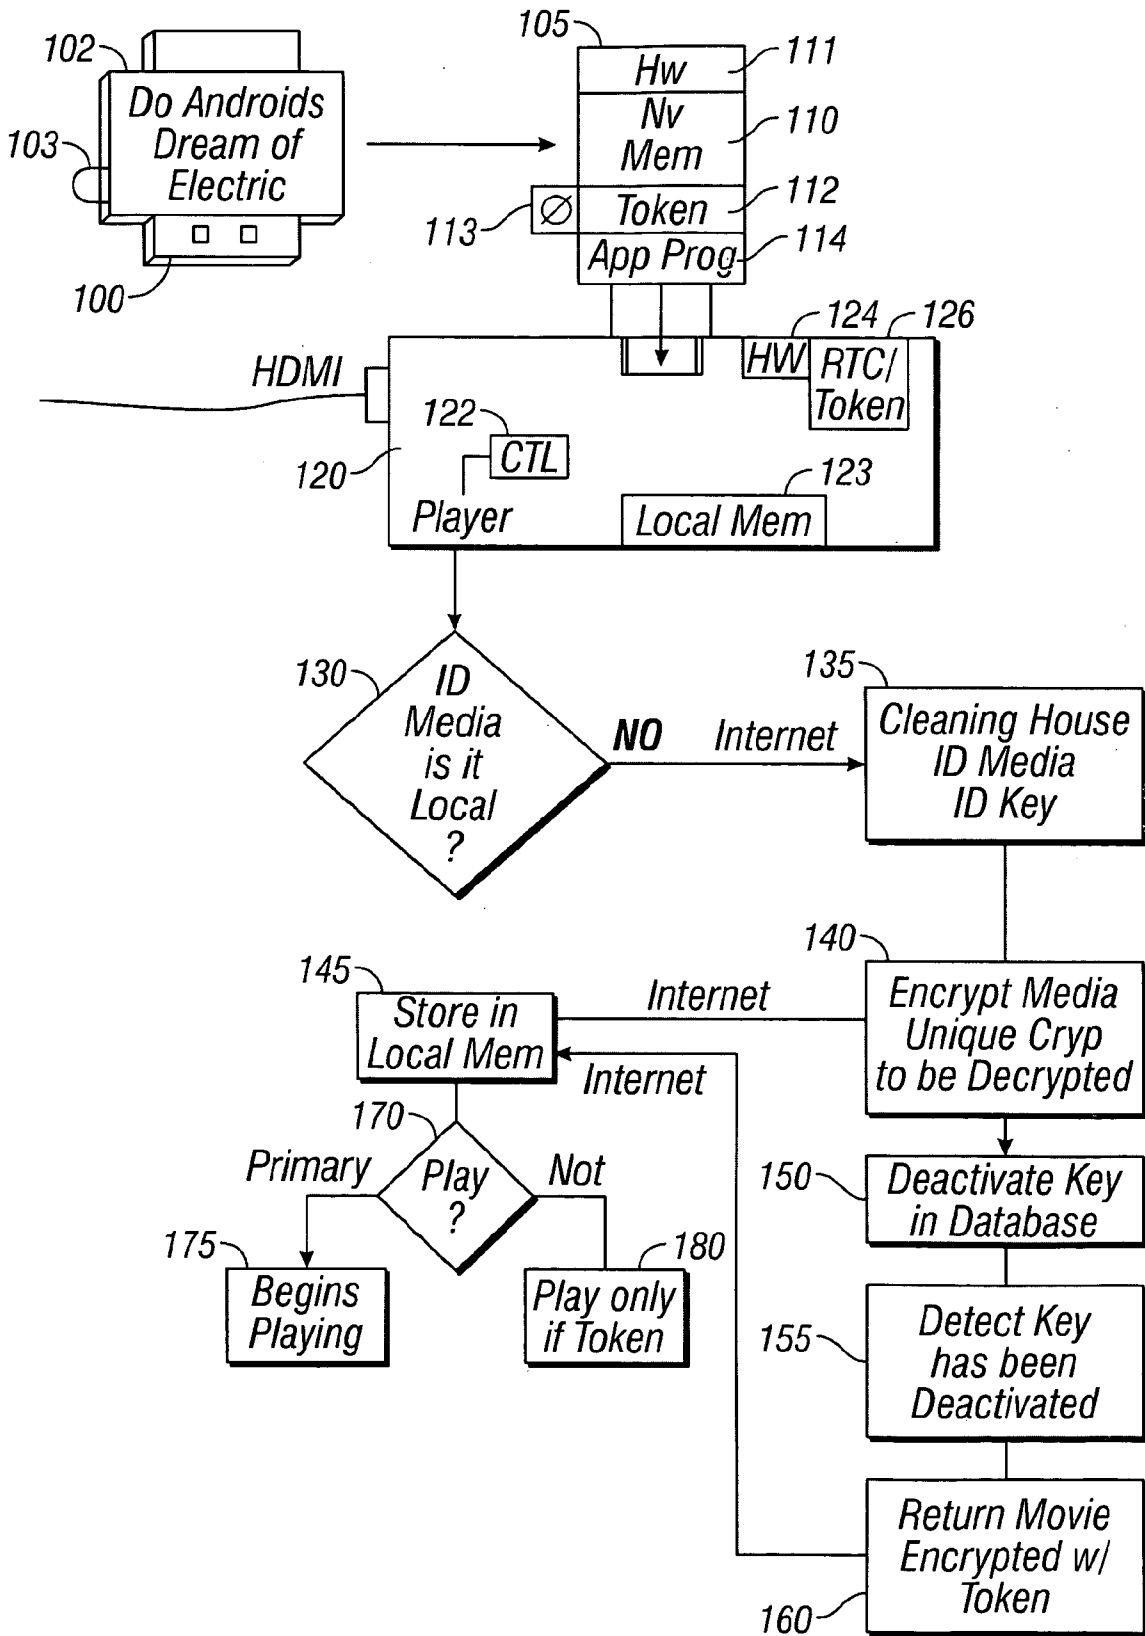 102
Do Androids
Dream of
Electric
103
100
105
Hw
111
Nv
Mem
110
Token
112
113
App Prog
114
124
126
HDMI
HW
RTC/
Token
122
CTL
120
Player
123
Local Mem
130
ID
Media
is it
Local
?
NO
Internet
135
Cleaning House
ID Media
ID Key
140
Encrypt Media
Unique Cryp
to be Decrypted
Internet
145
Store in
Local Mem
Internet
170
Play
?
Primary
Not
150
Deactivate Key
in Database
175
Begins
Playing
180
Play only
if Token
155
Detect Key
has been
Deactivated
Return Movie
Encrypted w/
Token
160